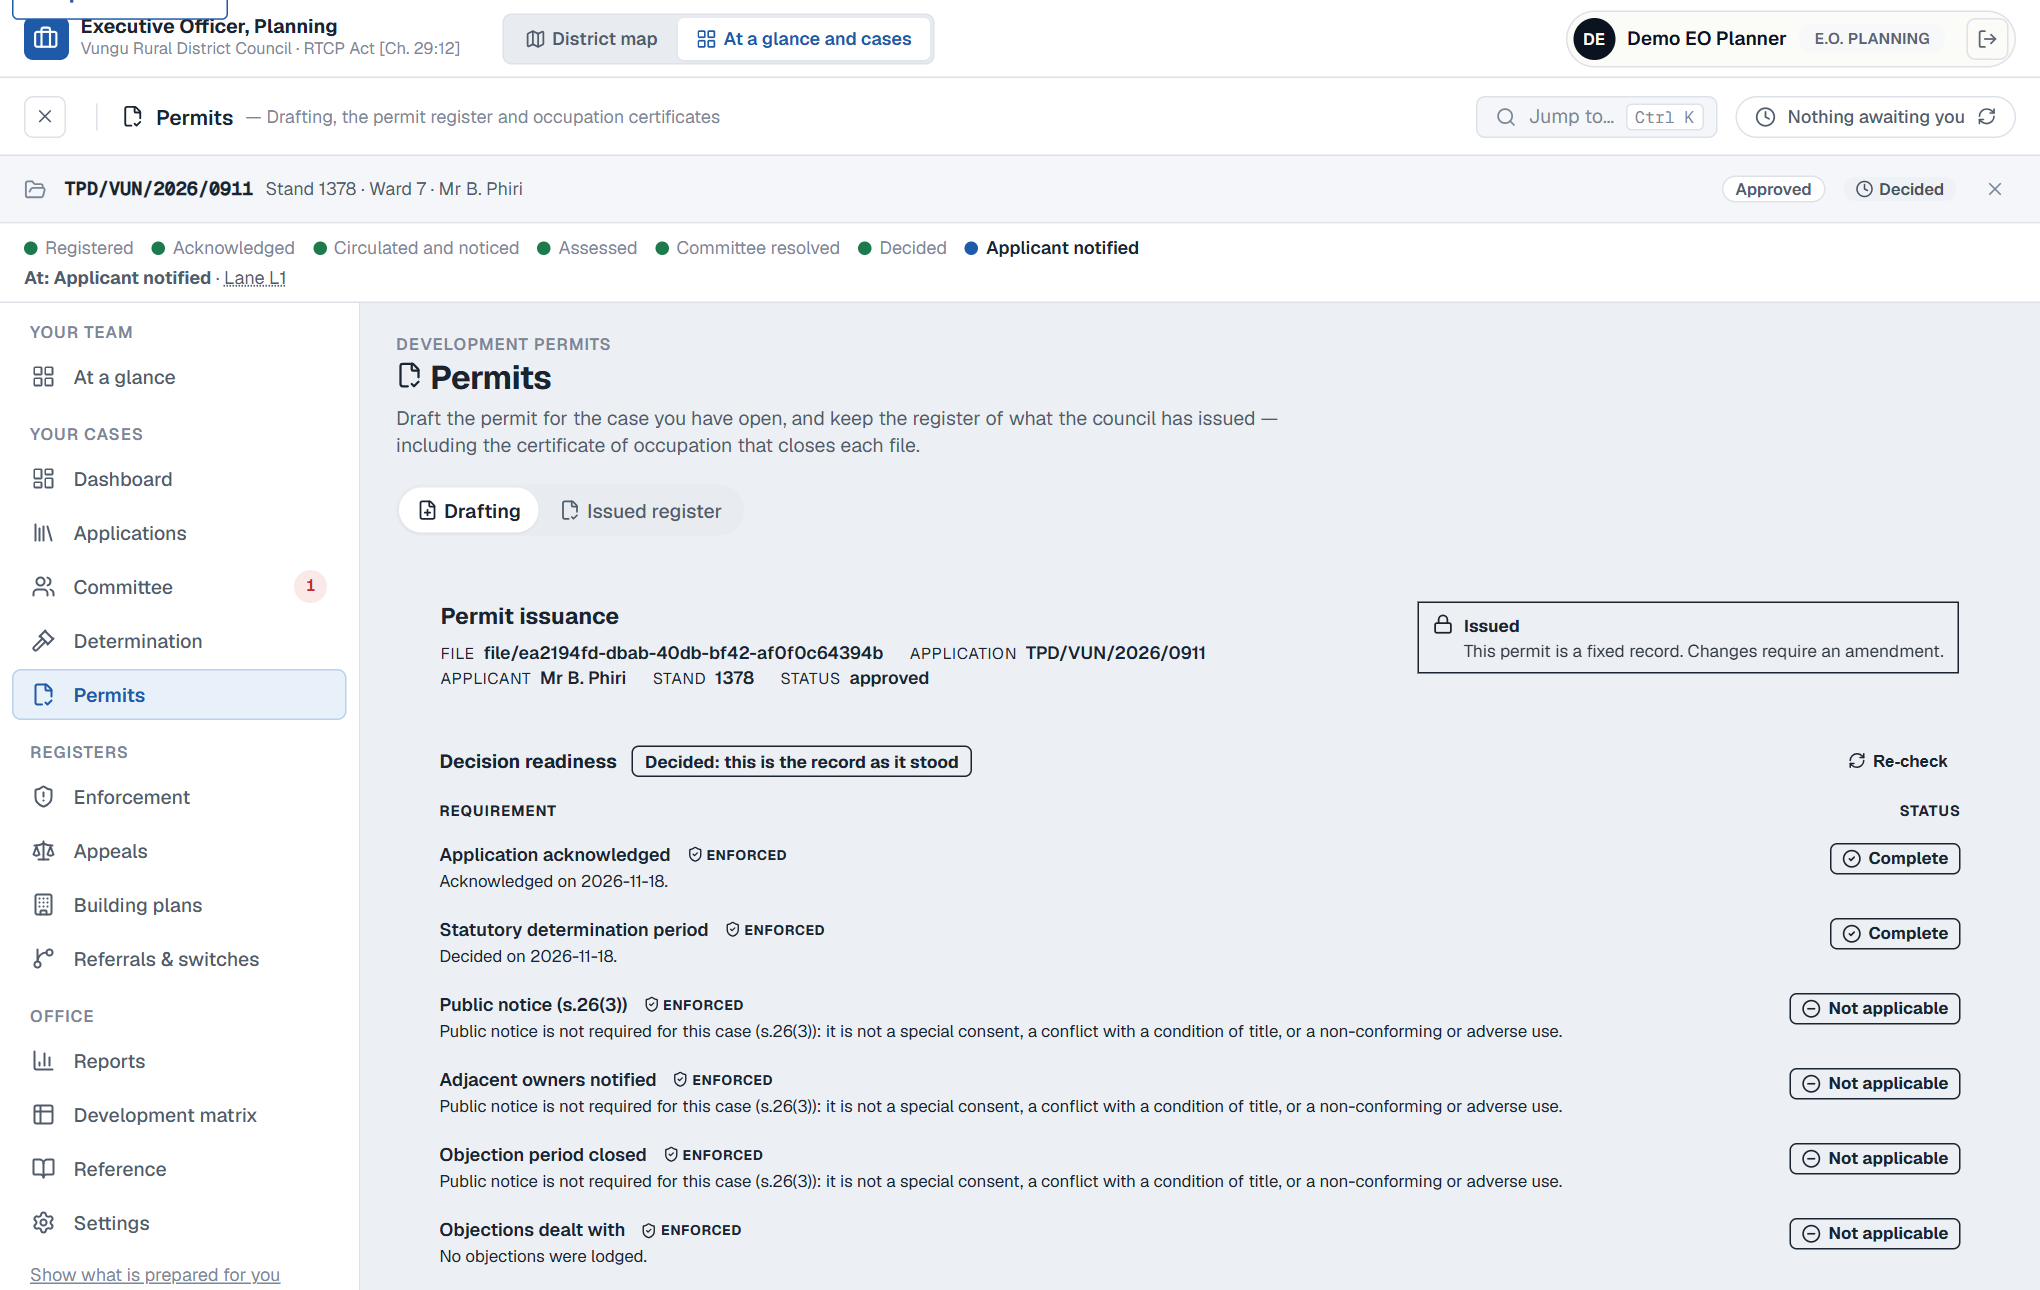 Executive Officer, Planning
Vungu Rural District Council · RTCP Act [Ch. 29:12]
District map
At a glance and cases
DE
Demo EO Planner
E.O. PLANNING
Permits — Drafting, the permit register and occupation certificates
Jump to... Ctrl K
Nothing awaiting you
TPD/VUN/2026/0911 Stand 1378 · Ward 7 · Mr B. Phiri
Approved
Decided
Registered
Acknowledged
Circulated and noticed
Assessed
Committee resolved
Decided
Applicant notified
At: Applicant notified · Lane L1
YOUR TEAM
At a glance
YOUR CASES
Dashboard
Applications
Committee 1
Determination
Permits
REGISTERS
Enforcement
Appeals
Building plans
Referrals & switches
OFFICE
Reports
Development matrix
Reference
Settings
Show what is prepared for you
DEVELOPMENT PERMITS
Permits
Draft the permit for the case you have open, and keep the register of what the council has issued —
including the certificate of occupation that closes each file.
Drafting
Issued register
Permit issuance
FILE file/ea2194fd-dbab-40db-bf42-af0f0c64394b APPLICATION TPD/VUN/2026/0911
APPLICANT Mr B. Phiri STAND 1378 STATUS approved
Issued
This permit is a fixed record. Changes require an amendment.
Decision readiness Decided: this is the record as it stood
Re-check
REQUIREMENT STATUS
Application acknowledged ENFORCED
Acknowledged on 2026-11-18.
Complete
Statutory determination period ENFORCED
Decided on 2026-11-18.
Complete
Public notice (s.26(3)) ENFORCED
Public notice is not required for this case (s.26(3)): it is not a special consent, a conflict with a condition of title, or a non-conforming or adverse use.
Not applicable
Adjacent owners notified ENFORCED
Public notice is not required for this case (s.26(3)): it is not a special consent, a conflict with a condition of title, or a non-conforming or adverse use.
Not applicable
Objection period closed ENFORCED
Public notice is not required for this case (s.26(3)): it is not a special consent, a conflict with a condition of title, or a non-conforming or adverse use.
Not applicable
Objections dealt with ENFORCED
No objections were lodged.
Not applicable